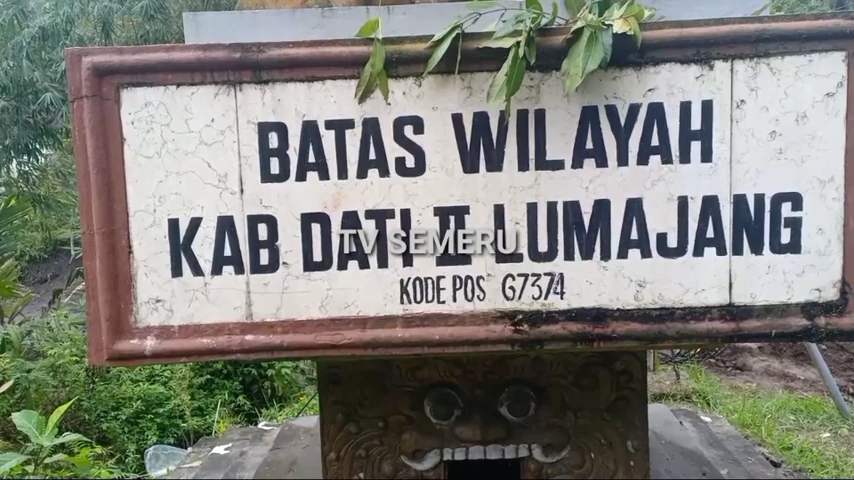 BATAS WILAYAH
KAB DATI II LUMAJANG
TV SEMERU
KODE POS 67374